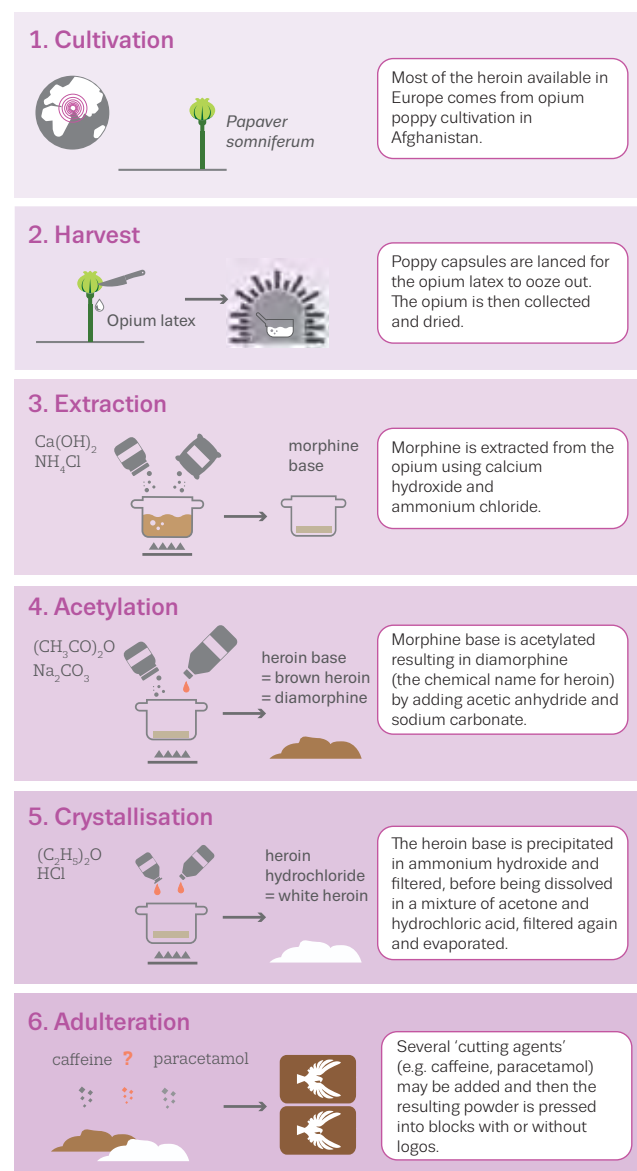 1. Cultivation
Papaver
somniferum
Most of the heroin available in
Europe comes from opium
poppy cultivation in
Afghanistan.
2. Harvest
Opium latex
Poppy capsules are lanced for
the opium latex to ooze out.
The opium is then collected
and dried.
3. Extraction
Ca(OH)₂
NH₄Cl
morphine
base
Morphine is extracted from the
opium using calcium
hydroxide and
ammonium chloride.
4. Acetylation
(CH₃CO)₂O
Na₂CO₃
heroin base
= brown heroin
= diamorphine
Morphine base is acetylated
resulting in diamorphine
(the chemical name for heroin)
by adding acetic anhydride and
sodium carbonate.
5. Crystallisation
(C₂H₅)₂O
HCl
heroin
hydrochloride
= white heroin
The heroin base is precipitated
in ammonium hydroxide and
filtered, before being dissolved
in a mixture of acetone and
hydrochloric acid, filtered again
and evaporated.
6. Adulteration
caffeine ? paracetamol
Several ‘cutting agents’
(e.g. caffeine, paracetamol)
may be added and then the
resulting powder is pressed
into blocks with or without
logos.